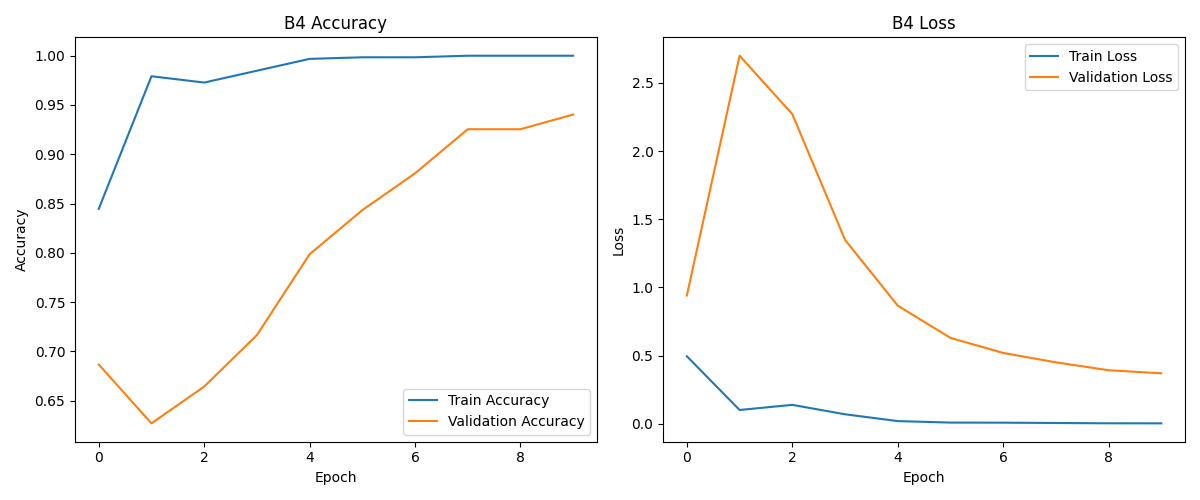 B4 Accuracy
1.00
0.95
0.90
0.85
0.80
0.75
0.70
0.65
Accuracy
0 2 4 6 8
Epoch
Train Accuracy
Validation Accuracy
B4 Loss
2.5
2.0
1.5
1.0
0.5
0.0
Loss
0 2 4 6 8
Epoch
Train Loss
Validation Loss